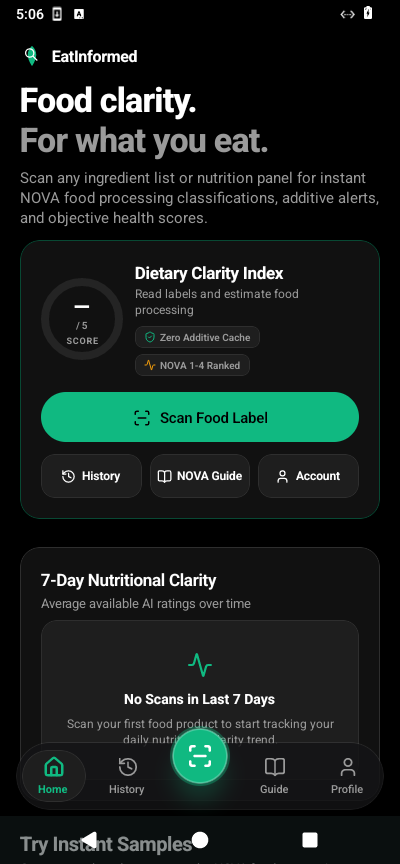 5:06
EatInformed
Food clarity.
For what you eat.
Scan any ingredient list or nutrition panel for instant
NOVA food processing classifications, additive alerts,
and objective health scores.
–
/ 5
SCORE
Dietary Clarity Index
Read labels and estimate food
processing
Zero Additive Cache
NOVA 1-4 Ranked
Scan Food Label
History
NOVA Guide
Account
7-Day Nutritional Clarity
Average available AI ratings over time
No Scans in Last 7 Days
Scan your first food product to start tracking your
daily nutritional clarity trend.
Home
History
Guide
Profile
Try Instant Samples